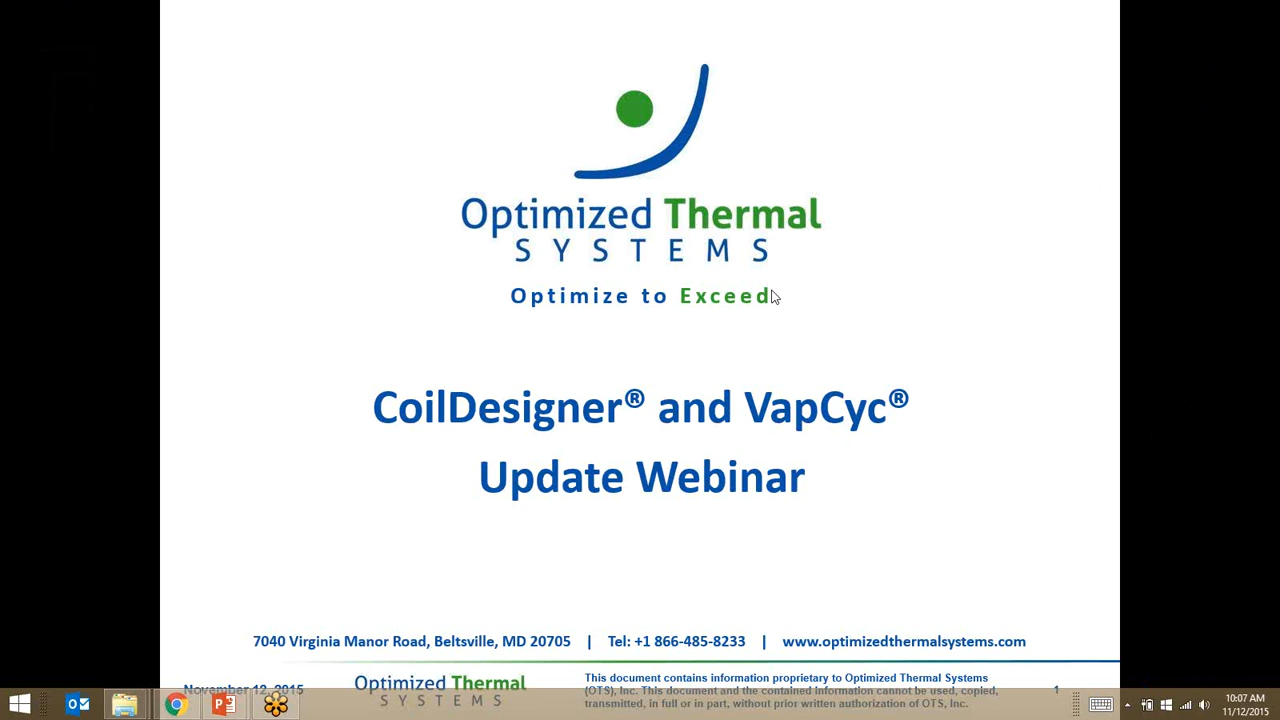 Optimized Thermal
SYSTEMS
Optimize to Exceed
CoilDesigner® and VapCyc®
Update Webinar
7040 Virginia Manor Road, Beltsville, MD 20705 | Tel: +1 866-485-8233 | www.optimizedthermalsystems.com
November 12, 2015
Optimized Thermal
SYSTEMS
This document contains information proprietary to Optimized Thermal Systems
(OTS), Inc. This document and the contained information cannot be used, copied,
transmitted, in full or in part, without prior written authorization of OTS, Inc.
1
10:07 AM
11/12/2015